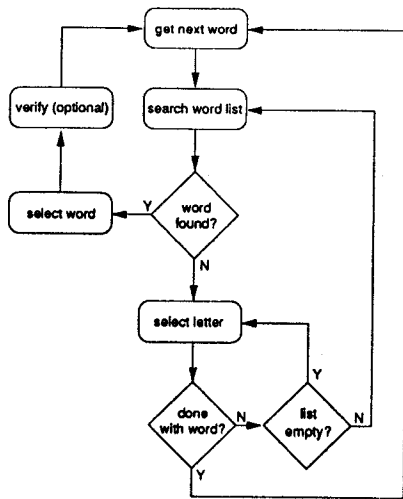 get next word
verify (optional)
search word list
select word
Y
word
found?
N
select letter
Y
done
with word?
N
list
empty?
N
Y